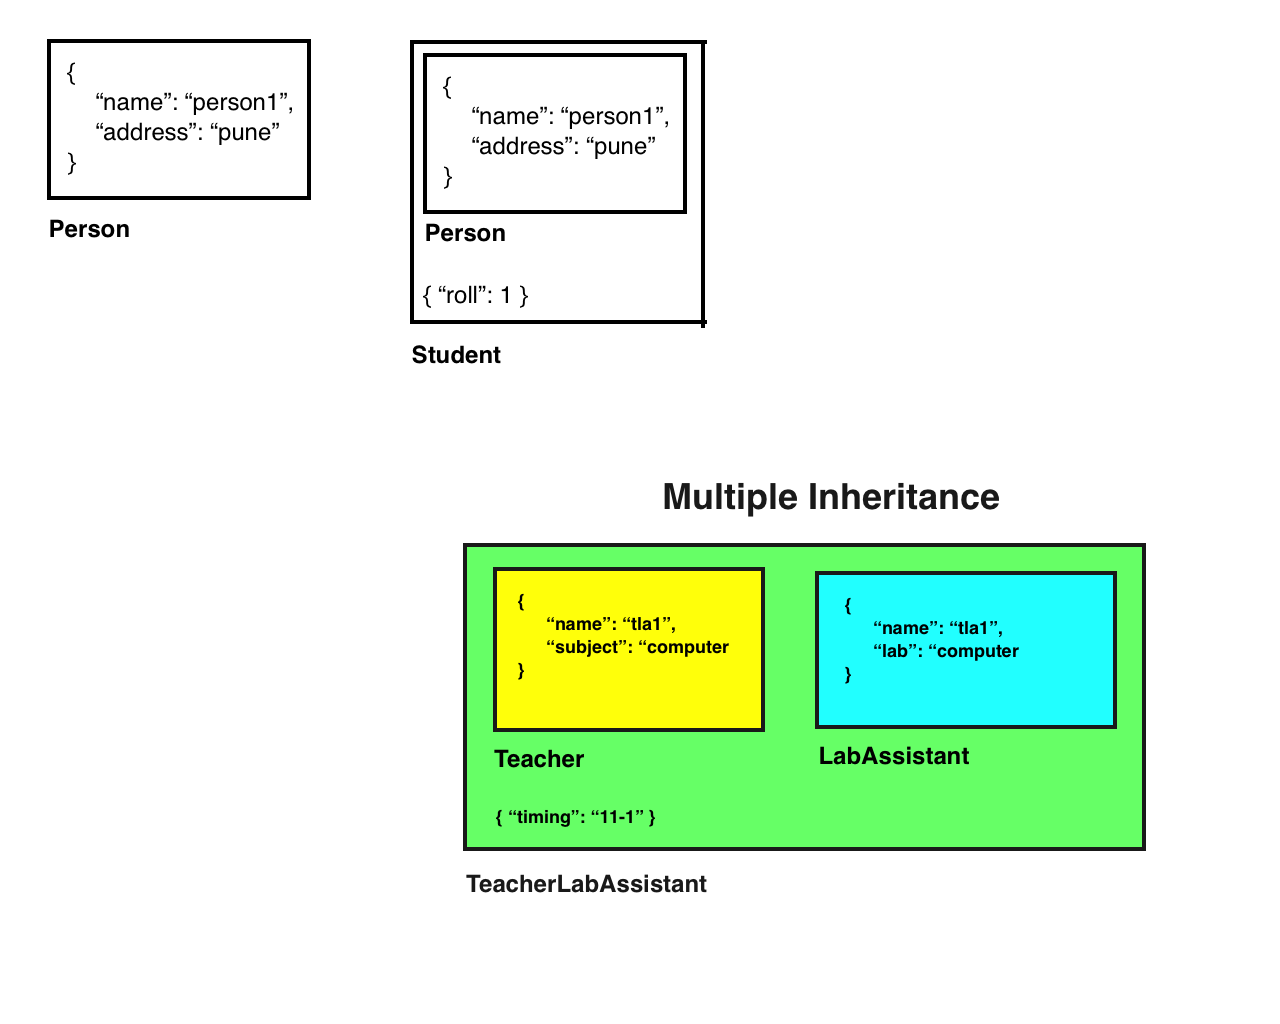 {
“name”: “person1”,
“address”: “pune”
}
Person
{
“name”: “person1”,
“address”: “pune”
}
Person
{ “roll”: 1 }
Student
Multiple Inheritance
{
“name”: “tla1”,
“subject”: “computer
}
Teacher
{
“name”: “tla1”,
“lab”: “computer
}
LabAssistant
{ “timing”: “11-1” }
TeacherLabAssistant